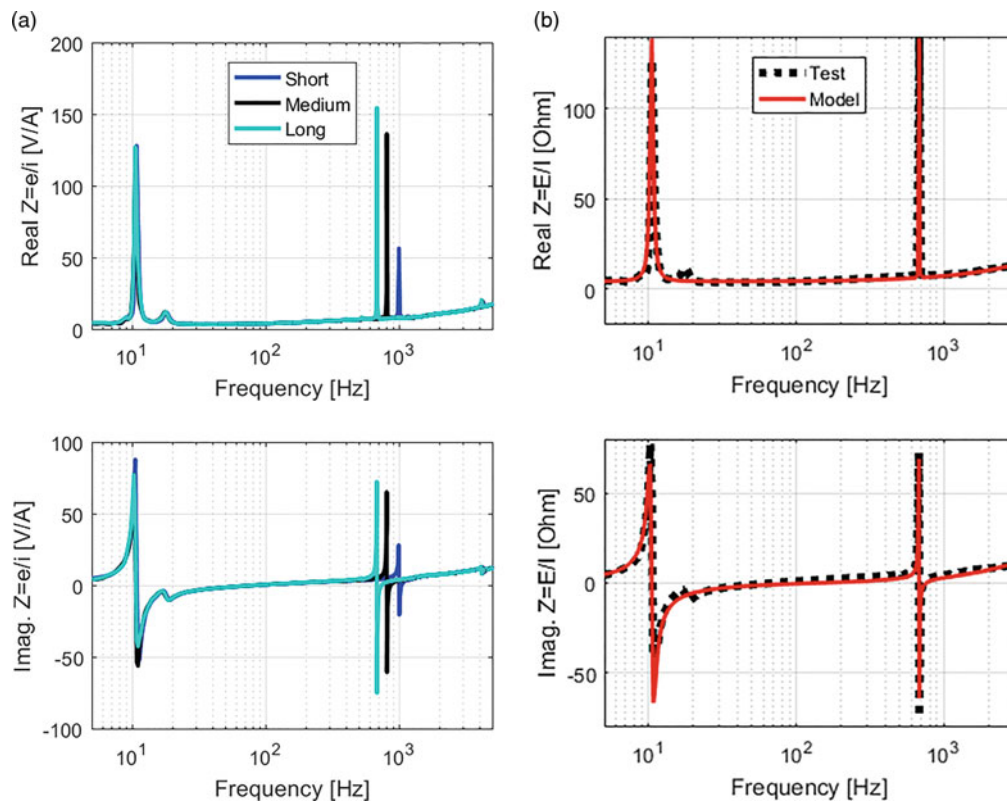 (a)
200
150
100
50
0
Real Z=e/i [V/A]
Short
Medium
Long
10^1
10^2
10^3
Frequency [Hz]
(b)
100
50
0
Real Z=E/I [Ohm]
Test
Model
10^1
10^2
10^3
Frequency [Hz]
100
50
0
-50
-100
Imag. Z=e/i [V/A]
10^1
10^2
10^3
Frequency [Hz]
50
0
-50
Imag. Z=E/I [Ohm]
10^1
10^2
10^3
Frequency [Hz]